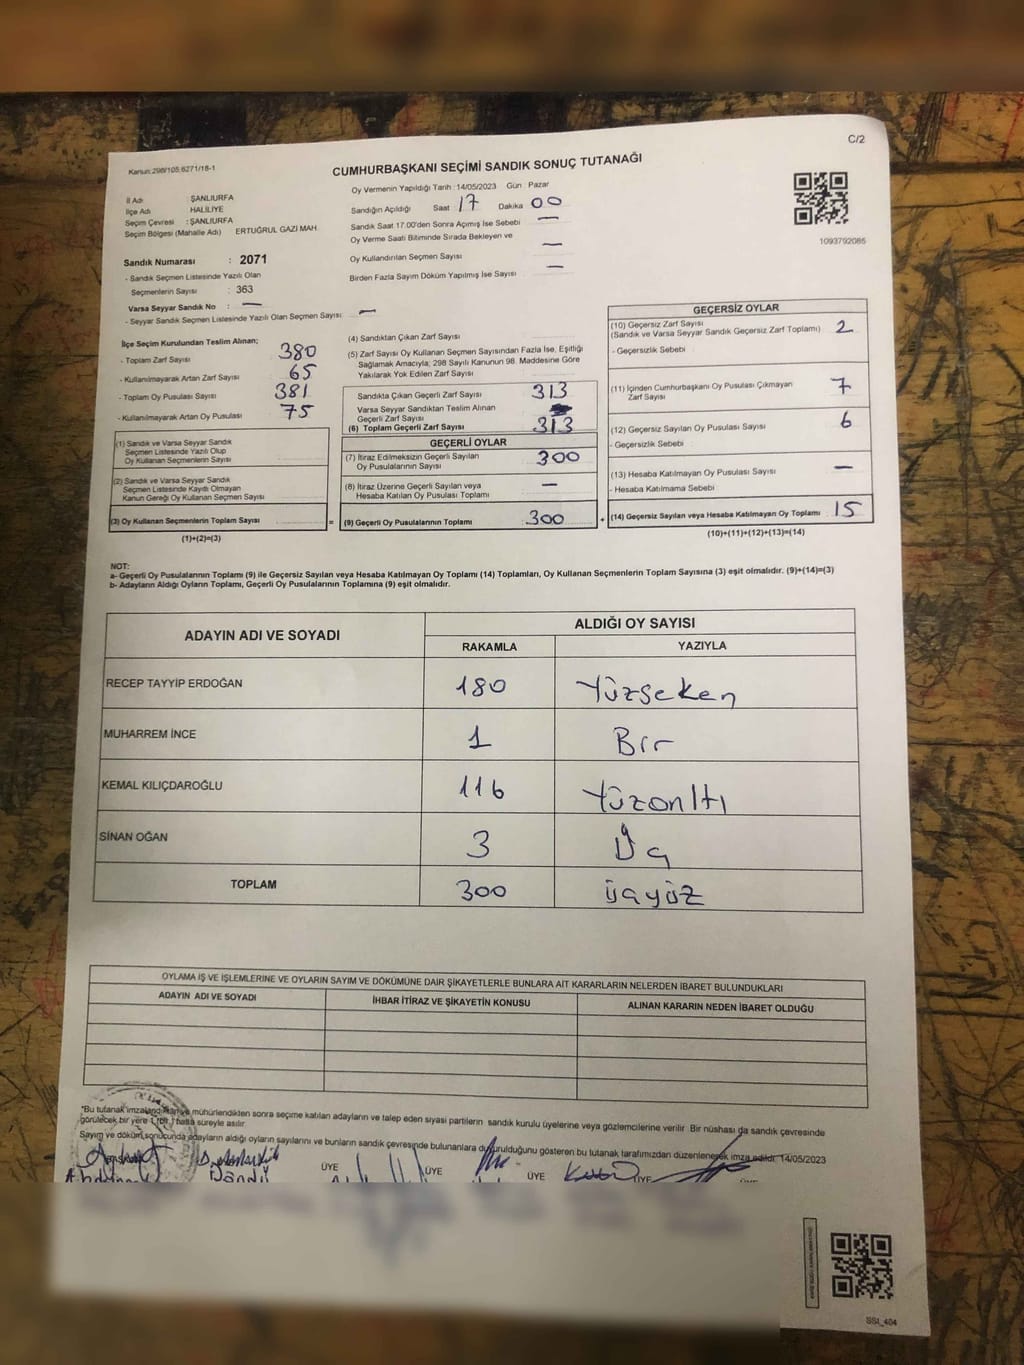 C/2
Kanun:298/105;6271/18-1
CUMHURBAŞKANI SEÇİMİ SANDIK SONUÇ TUTANAĞI
İl Adı ŞANLIURFA
İlçe Adı HALİLİYE
Seçim Çevresi : ŞANLIURFA
Seçim Bölgesi (Mahalle Adı) ERTUĞRUL GAZİ MAH.
Oy Vermenin Yapıldığı Tarih :14/05/2023 Gün Pazar
Sandığın Açıldığı Saat 17 Dakika 00
Sandık Saat 17.00'den Sonra Açımış İse Sebebi —
Oy Verme Saati Bitiminde Sırada Bekleyen ve
Oy Kullandırılan Seçmen Sayısı —
Birden Fazla Sayım Döküm Yapılmış İse Sayısı —
1093792085
Sandık Numarası : 2071
- Sandık Seçmen Listesinde Yazılı Olan
Seçmenlerin Sayısı : 363
Varsa Seyyar Sandık No : —
- Seyyar Sandık Seçmen Listesinde Yazılı Olan Seçmen Sayısı: —
İlçe Seçim Kurulundan Teslim Alınan;
- Toplam Zarf Sayısı 380
- Kullanılmayarak Artan Zarf Sayısı 65
- Toplam Oy Pusulası Sayısı 381
- Kullanılmayarak Artan Oy Pusulası 75
(1) Sandık ve Varsa Seyyar Sandık
Seçmen Listesinde Yazılı Olup
Oy Kullanan Seçmenlerin Sayısı
(2) Sandık ve Varsa Seyyar Sandık
Seçmen Listesinde Kaydı Olmayan
Kanun Gereği Oy Kullanan Seçmen Sayısı
(3) Oy Kullanan Seçmenlerin Toplam Sayısı =
(1)+(2)=(3)
(4) Sandıktan Çıkan Zarf Sayısı
(5) Zarf Sayısı Oy Kullanan Seçmen Sayısından Fazla İse, Eşitliği
Sağlamak Amacıyla, 298 Sayılı Kanunun 98. Maddesine Göre
Yakılarak Yok Edilen Zarf Sayısı
Sandıkta Çıkan Geçerli Zarf Sayısı 313
Varsa Seyyar Sandıktan Teslim Alınan
Geçerli Zarf Sayısı
(6) Toplam Geçerli Zarf Sayısı 313
GEÇERLİ OYLAR
(7) İtiraz Edilmeksizin Geçerli Sayılan
Oy Pusulalarının Sayısı 300
(8) İtiraz Üzerine Geçerli Sayılan veya
Hesaba Katılan Oy Pusulası Toplamı —
(9) Geçerli Oy Pusulalarının Toplamı 300 +
GEÇERSİZ OYLAR
(10) Geçersiz Zarf Sayısı
(Sandık ve Varsa Seyyar Sandık Geçersiz Zarf Toplamı) 2
- Geçersizlik Sebebi
(11) İçinden Cumhurbaşkanı Oy Pusulası Çıkmayan
Zarf Sayısı 7
(12) Geçersiz Sayılan Oy Pusulası Sayısı 6
- Geçersizlik Sebebi
(13) Hesaba Katılmayan Oy Pusulası Sayısı —
- Hesaba Katılmama Sebebi
(14) Geçersiz Sayılan veya Hesaba Katılmayan Oy Toplamı 15
(10)+(11)+(12)+(13)=(14)
NOT:
a- Geçerli Oy Pusulalarının Toplamı (9) ile Geçersiz Sayılan veya Hesaba Katılmayan Oy Toplamı (14) Toplamları, Oy Kullanan Seçmenlerin Toplam Sayısına (3) eşit olmalıdır. (9)+(14)=(3)
b- Adayların Aldığı Oyların Toplamı, Geçerli Oy Pusulalarının Toplamına (9) eşit olmalıdır.
ADAYIN ADI VE SOYADI
ALDIĞI OY SAYISI
RAKAMLA YAZIYLA
RECEP TAYYİP ERDOĞAN 180 Yüzseken
MUHARREM İNCE 1 Bir
KEMAL KILIÇDAROĞLU 116 Yüzonltı
SİNAN OĞAN 3 Üç
TOPLAM 300 üçyüz
OYLAMA İŞ VE İŞLEMLERİNE VE OYLARIN SAYIM VE DÖKÜMÜNE DAİR ŞİKAYETLERLE BUNLARA AİT KARARLARIN NELERDEN İBARET BULUNDUKLARI
ADAYIN ADI VE SOYADI İHBAR İTİRAZ VE ŞİKAYETİN KONUSU ALINAN KARARIN NEDEN İBARET OLDUĞU
mühürlendikten sonra seçime katılan adayların ve talep eden siyasi partilerin sandık kurulu üyelerine veya gözlemcilerine verilir. Bir nüshası da sandık çevresinde
görülecek bir yere hafta süreyle asılır.
Sayım ve döküm sonucunda adayların aldığı oyların sayılarını ve bunların sandık çevresinde bulunanlara duyurulduğunu gösteren bu tutanak tarafımızdan düzenlenerek imza edildi. 14/05/2023
ÜYE ÜYE ÜYE ÜYE
SSt_404